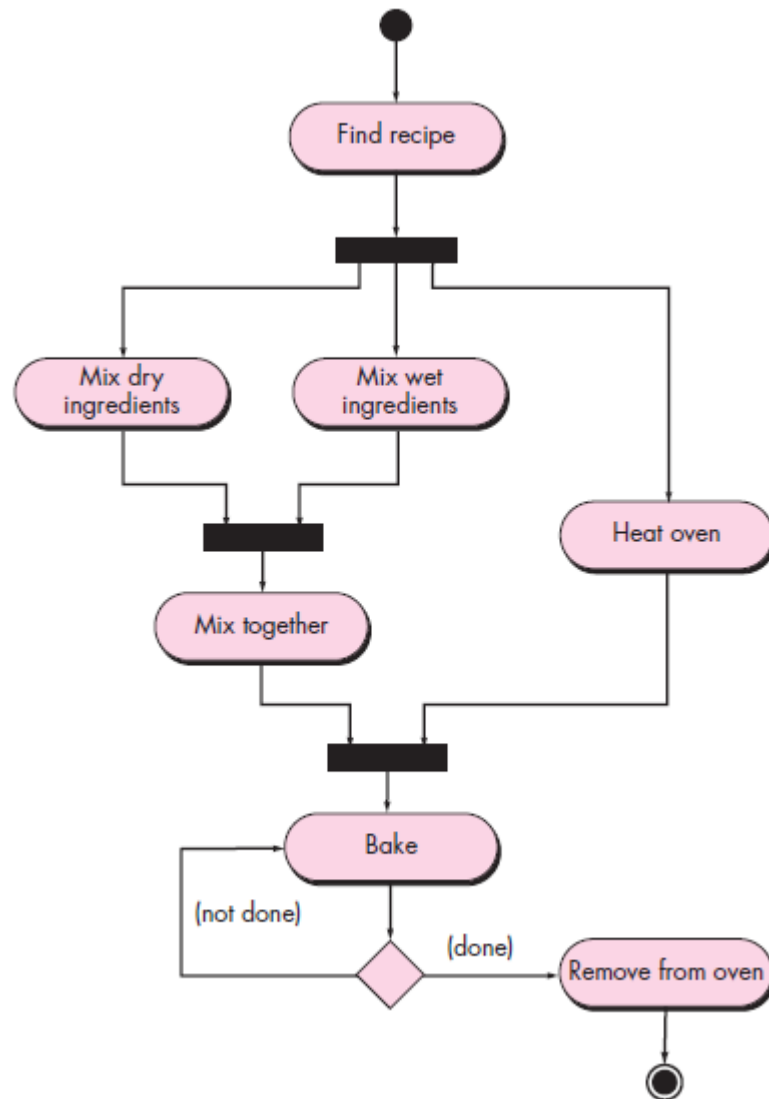 Find recipe
Mix dry
ingredients
Mix wet
ingredients
Heat oven
Mix together
Bake
(not done)
(done)
Remove from oven